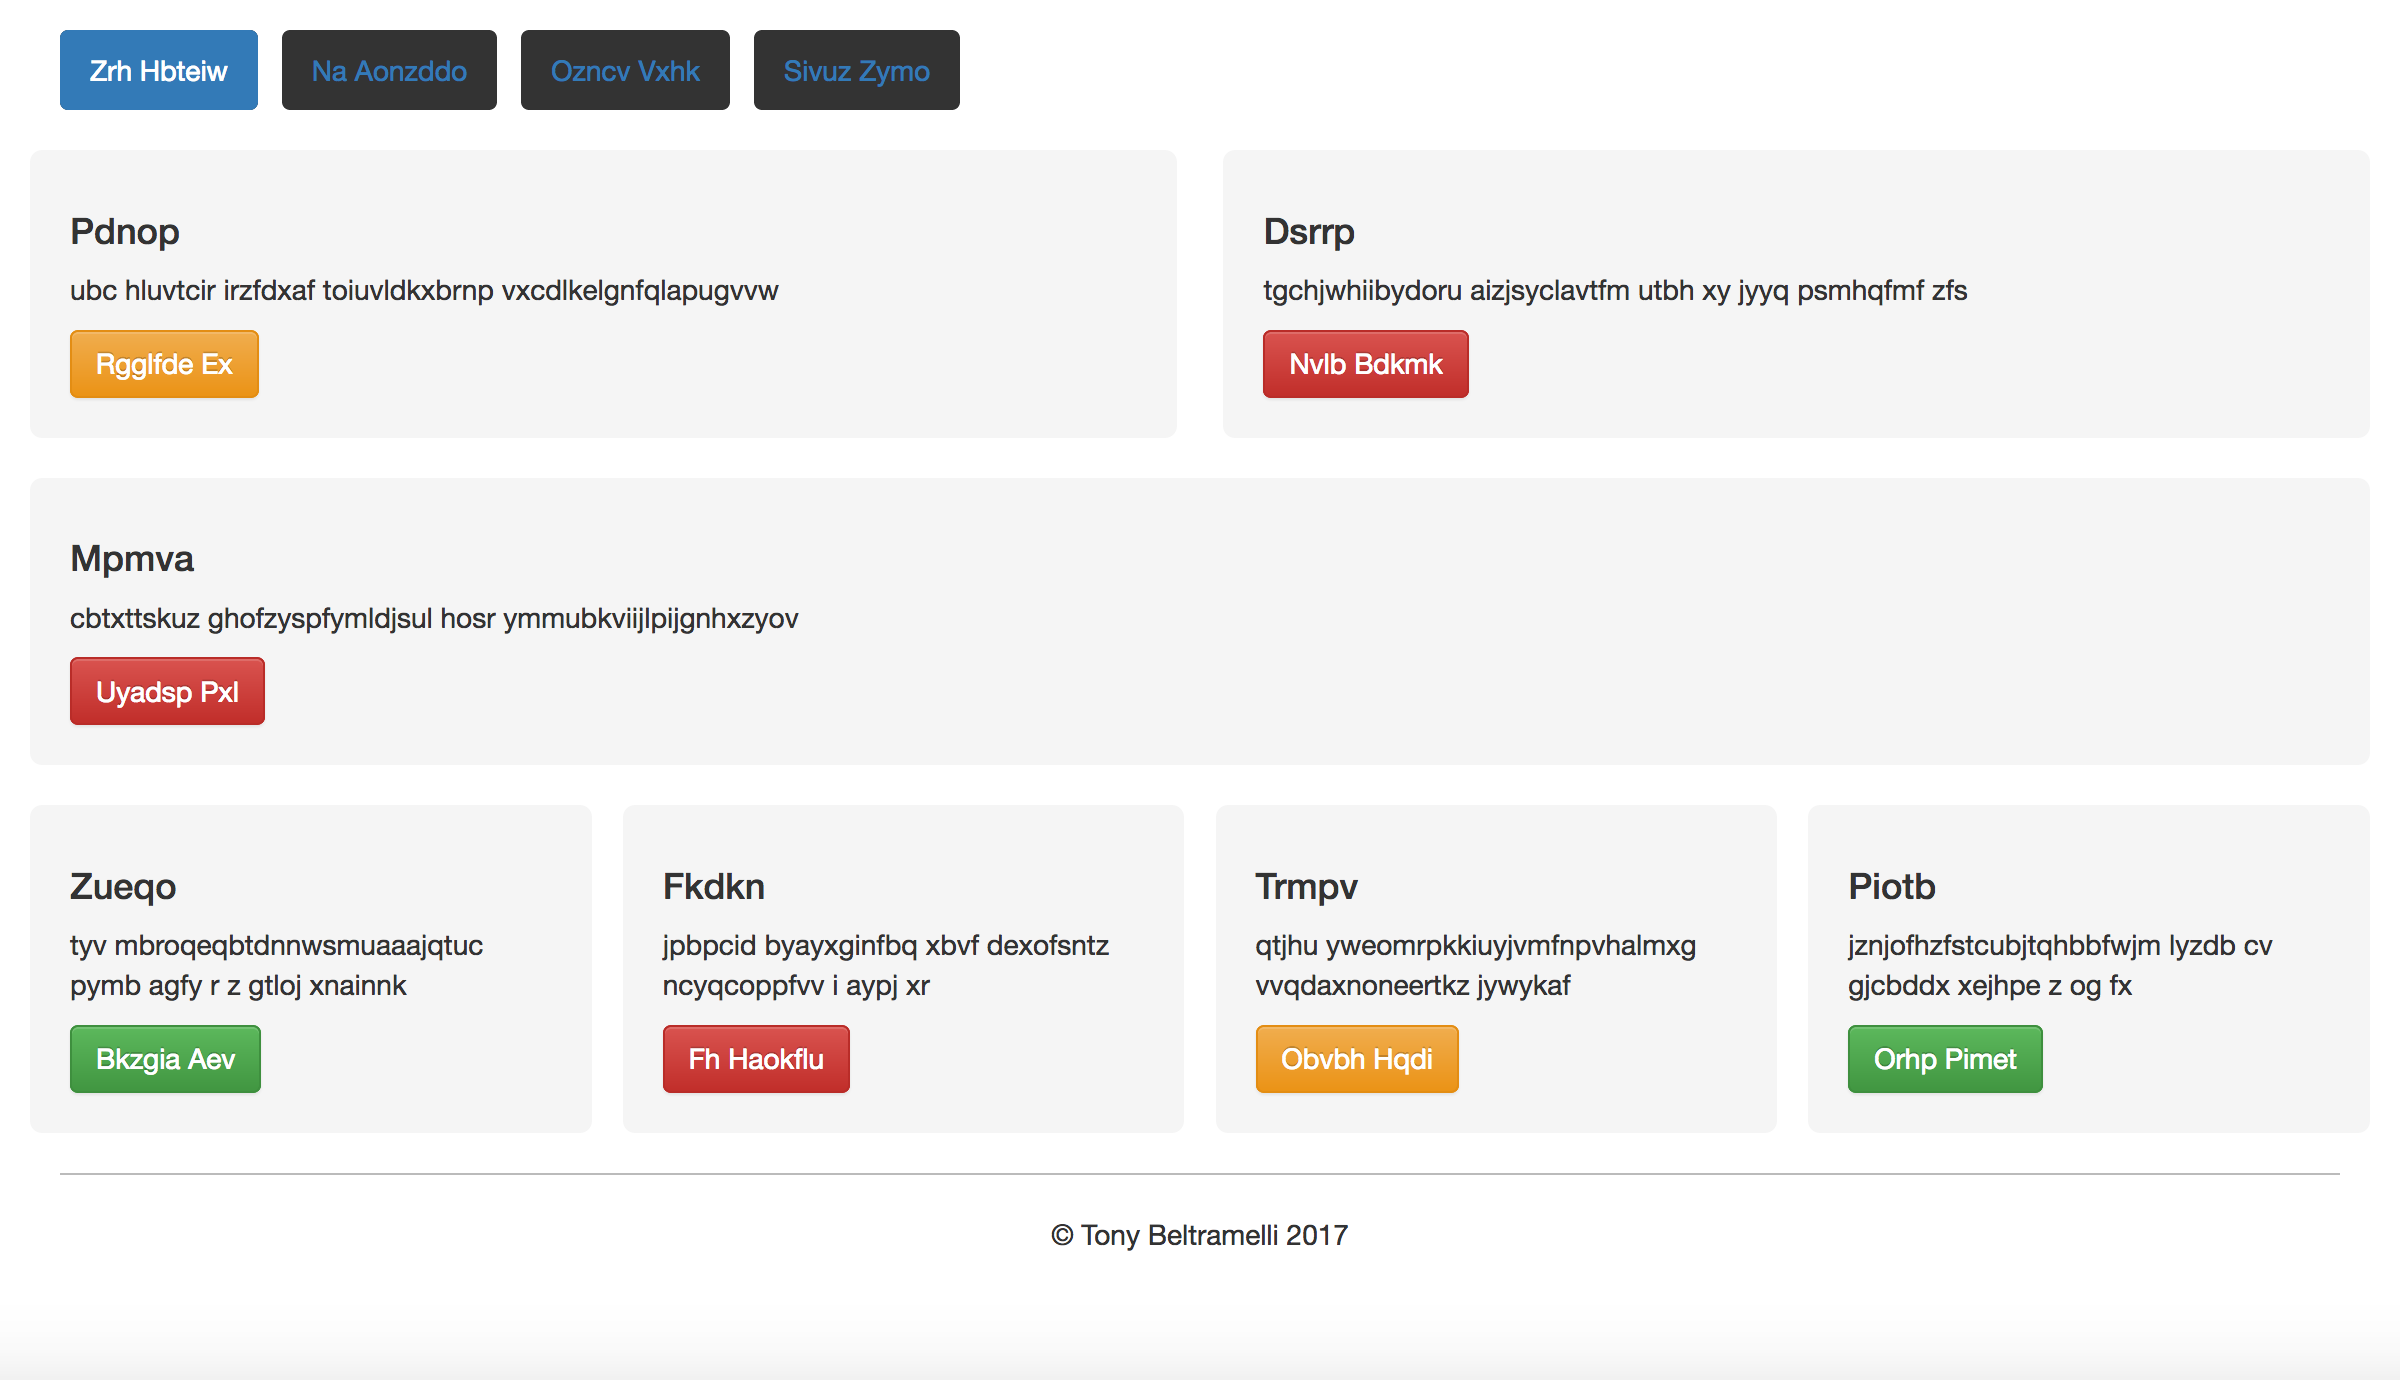 Zrh Hbteiw Na Aonzddo Ozncv Vxhk Sivuz Zymo
Pdnop
ubc hluvtcir irzfdxaf toiuvldkxbrnp vxcdlkelgnfqlapugvvw
Rgglfde Ex
Dsrrp
tgchjwhiibydoru aizjsyclavtfm utbh xy jyyq psmhqfmf zfs
Nvlb Bdkmk
Mpmva
cbtxttskuz ghofzyspfymldjsul hosr ymmubkviijlpijgnhxzyov
Uyadsp Pxl
Zueqo
tyv mbroqeqbtdnnwsmuaaajqtuc
pymb agfy r z gtloj xnainnk
Bkzgia Aev
Fkdkn
jpbpcid byayxginfbq xbvf dexofsntz
ncyqcoppfvv i aypj xr
Fh Haokflu
Trmpv
qtjhu yweomrpkkiuyjvmfnpvhalmxg
vvqdaxnoneertkz jywykaf
Obvbh Hqdi
Piotb
jznjofhzfstcubjtqhbbfwjm lyzdb cv
gjcbddx xejhpe z og fx
Orhp Pimet
© Tony Beltramelli 2017